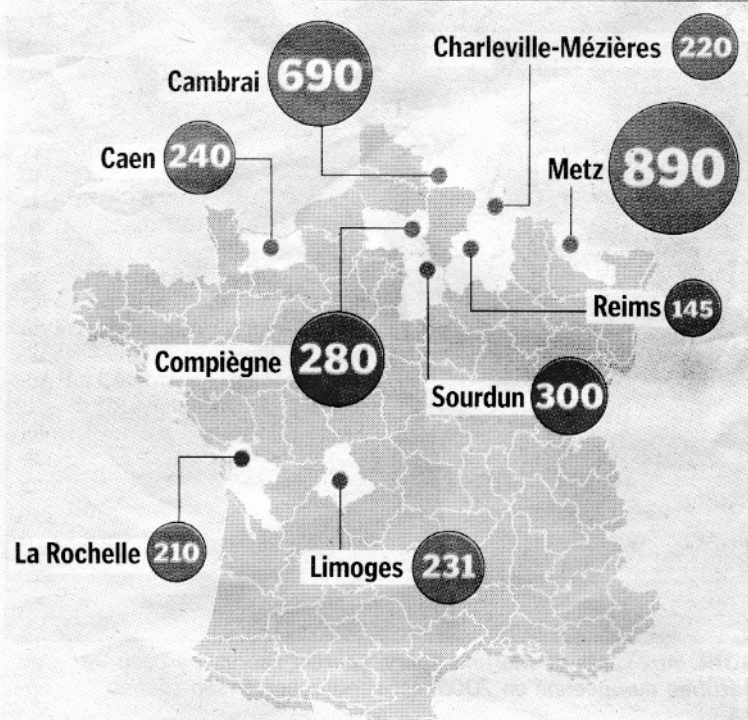 Charleville-Mézières 220
Cambrai 690
Caen 240
Metz 890
Reims 145
Compiègne 280
Sourdun 300
La Rochelle 210
Limoges 231